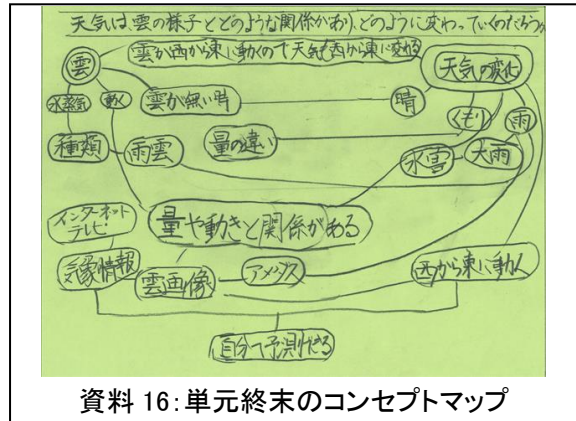 天気は、雲の様子とどのような関係があり、どのように変わっていくのだろうか
雲が西から東に動くので天気も西から東に変わる
雲
天気の変化
水蒸気
動く
雲が無い時
晴
くもり
雨
種類
雨雲
量の違い
水害
大雨
インターネット
テレビ
量や動きと関係がある
気象情報
雲画像
アメダス
西から東に動く
自分で予測できる
資料 16：単元終末のコンセプトマップ